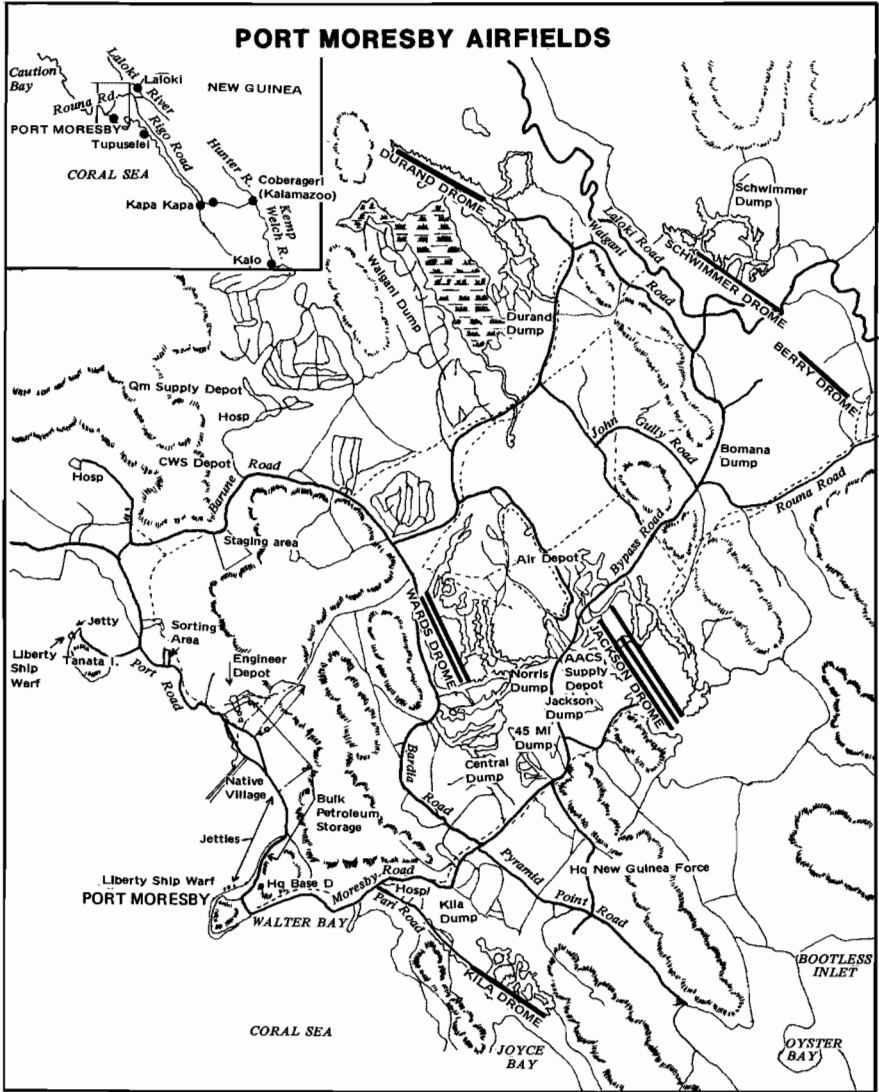 PORT MORESBY AIRFIELDS
Caution
Bay
Laloki
River
Laloki
NEW GUINEA
Rouna Rd.
PORT MORESBY
Tupuselei
Rigo Road
Hunter R.
CORAL SEA
Kapa Kapa
Coberageri
(Kalamazoo)
Kemp
Welch R.
Kalo
DURAND DROME
Laloki Road
Waigani
Road
Schwimmer
Dump
SCHWIMMER DROME
Waigani Dump
Durand
Dump
BERRY DROME
Qm Supply Depot
Hosp
John
Gully Road
Bomana
Dump
CWS Depot
Hosp
Barune
Road
Rouna Road
Staging area
Air Depot
Bypass Road
WARDS DROME
JACKSON DROME
Jetty
Liberty
Ship
Warf
Tanata I.
Sorting
Area
Port
Road
Engineer
Depot
Norris
Dump
AACS
Supply
Depot
Jackson
Dump
45 MI
Dump
Central
Dump
Native
Village
Bardia
Road
Bulk
Petroleum
Storage
Jetties
Pyramid
Point
Road
Hq New Guinea Force
Liberty Ship Warf
PORT MORESBY
Hq Base D
Moresby
Road
Hospl
WALTER BAY
Pari Road
Kila
Dump
KILA DROME
BOOTLESS
INLET
CORAL SEA
JOYCE
BAY
OYSTER
BAY